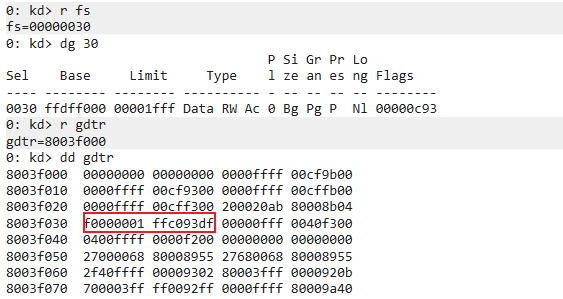 0: kd> r fs
fs=00000030
0: kd> dg 30
                                  P Si Gr Pr Lo
Sel    Base     Limit     Type    l ze an es ng Flags
---- -------- -------- ---------- - -- -- -- -- --------
0030 ffdff000 00001fff Data RW Ac 0 Bg Pg P  Nl 00000c93
0: kd> r gdtr
gdtr=8003f000
0: kd> dd gdtr
8003f000  00000000 00000000 0000ffff 00cf9b00
8003f010  0000ffff 00cf9300 0000ffff 00cffb00
8003f020  0000ffff 00cff300 200020ab 80008b04
8003f030  f0000001 ffc093df 00000fff 0040f300
8003f040  0400ffff 0000f200 00000000 00000000
8003f050  27000068 80008955 27680068 80008955
8003f060  2f40ffff 00009302 80003fff 0000920b
8003f070  700003ff ff0092ff 0000ffff 80009a40